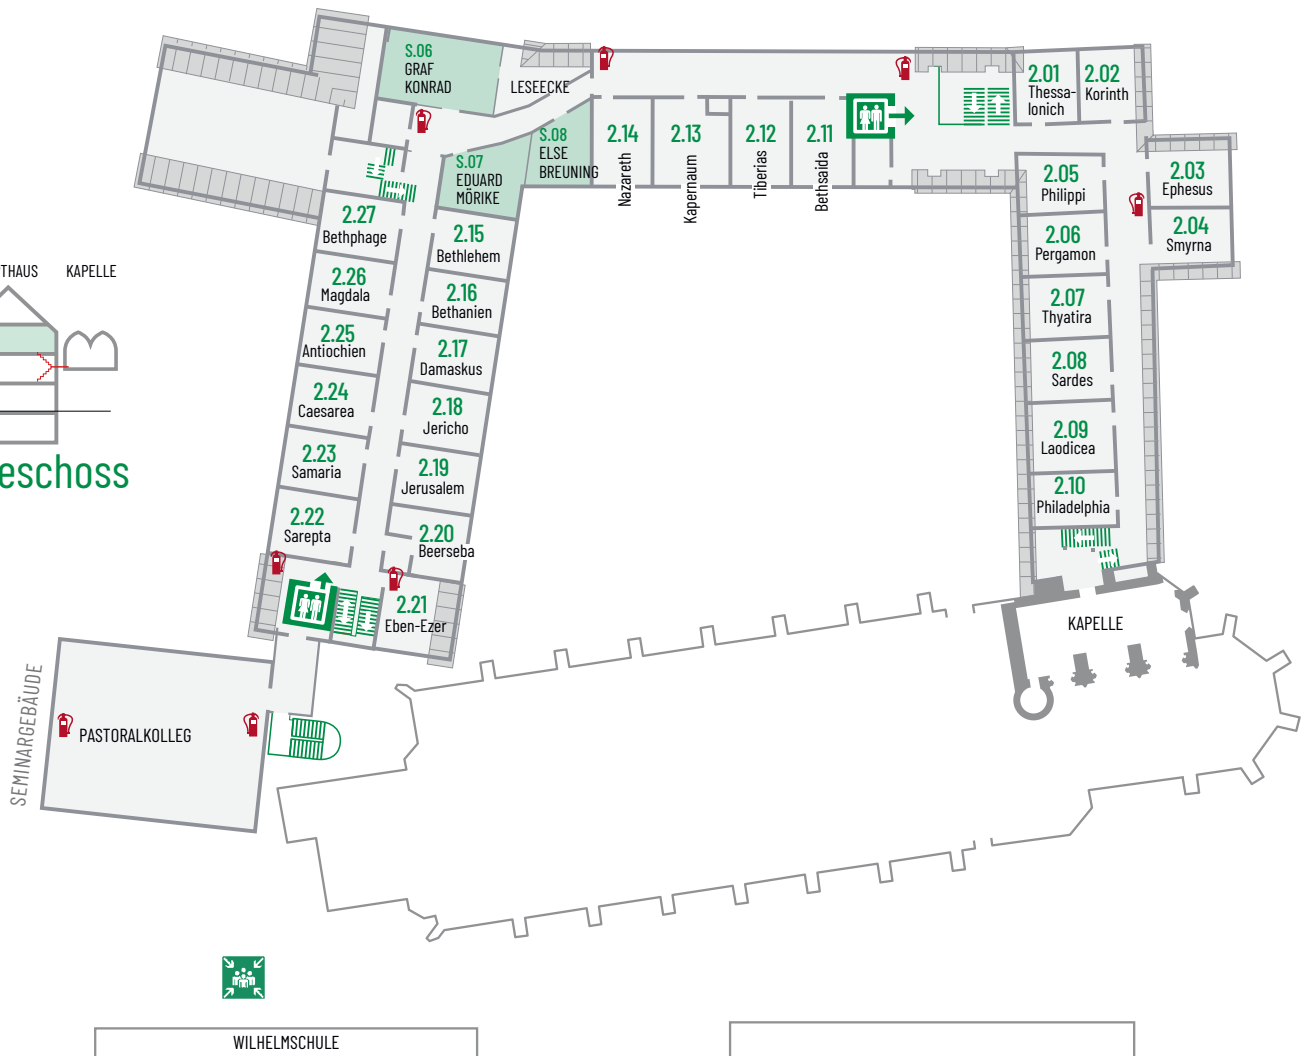 S.06
GRAF
KONRAD
LESEECKE
S.08
ELSE
BREUNING
S.07
EDUARD
MÖRIKE
2.14
Nazareth
2.13
Kapernaum
2.12
Tiberias
2.11
Bethsaida
2.01
Thessa-
lonich
2.02
Korinth
2.03
Ephesus
2.04
Smyrna
2.05
Philippi
2.06
Pergamon
2.07
Thyatira
2.08
Sardes
2.09
Laodicea
2.10
Philadelphia
2.27
Bethphage
2.26
Magdala
2.25
Antiochien
2.24
Caesarea
2.23
Samaria
2.22
Sarepta
2.15
Bethlehem
2.16
Bethanien
2.17
Damaskus
2.18
Jericho
2.19
Jerusalem
2.20
Beerseba
2.21
Eben-Ezer
THAUS
KAPELLE
eschoss
KAPELLE
SEMINARGEBÄUDE
PASTORALKOLLEG
WILHELMSCHULE